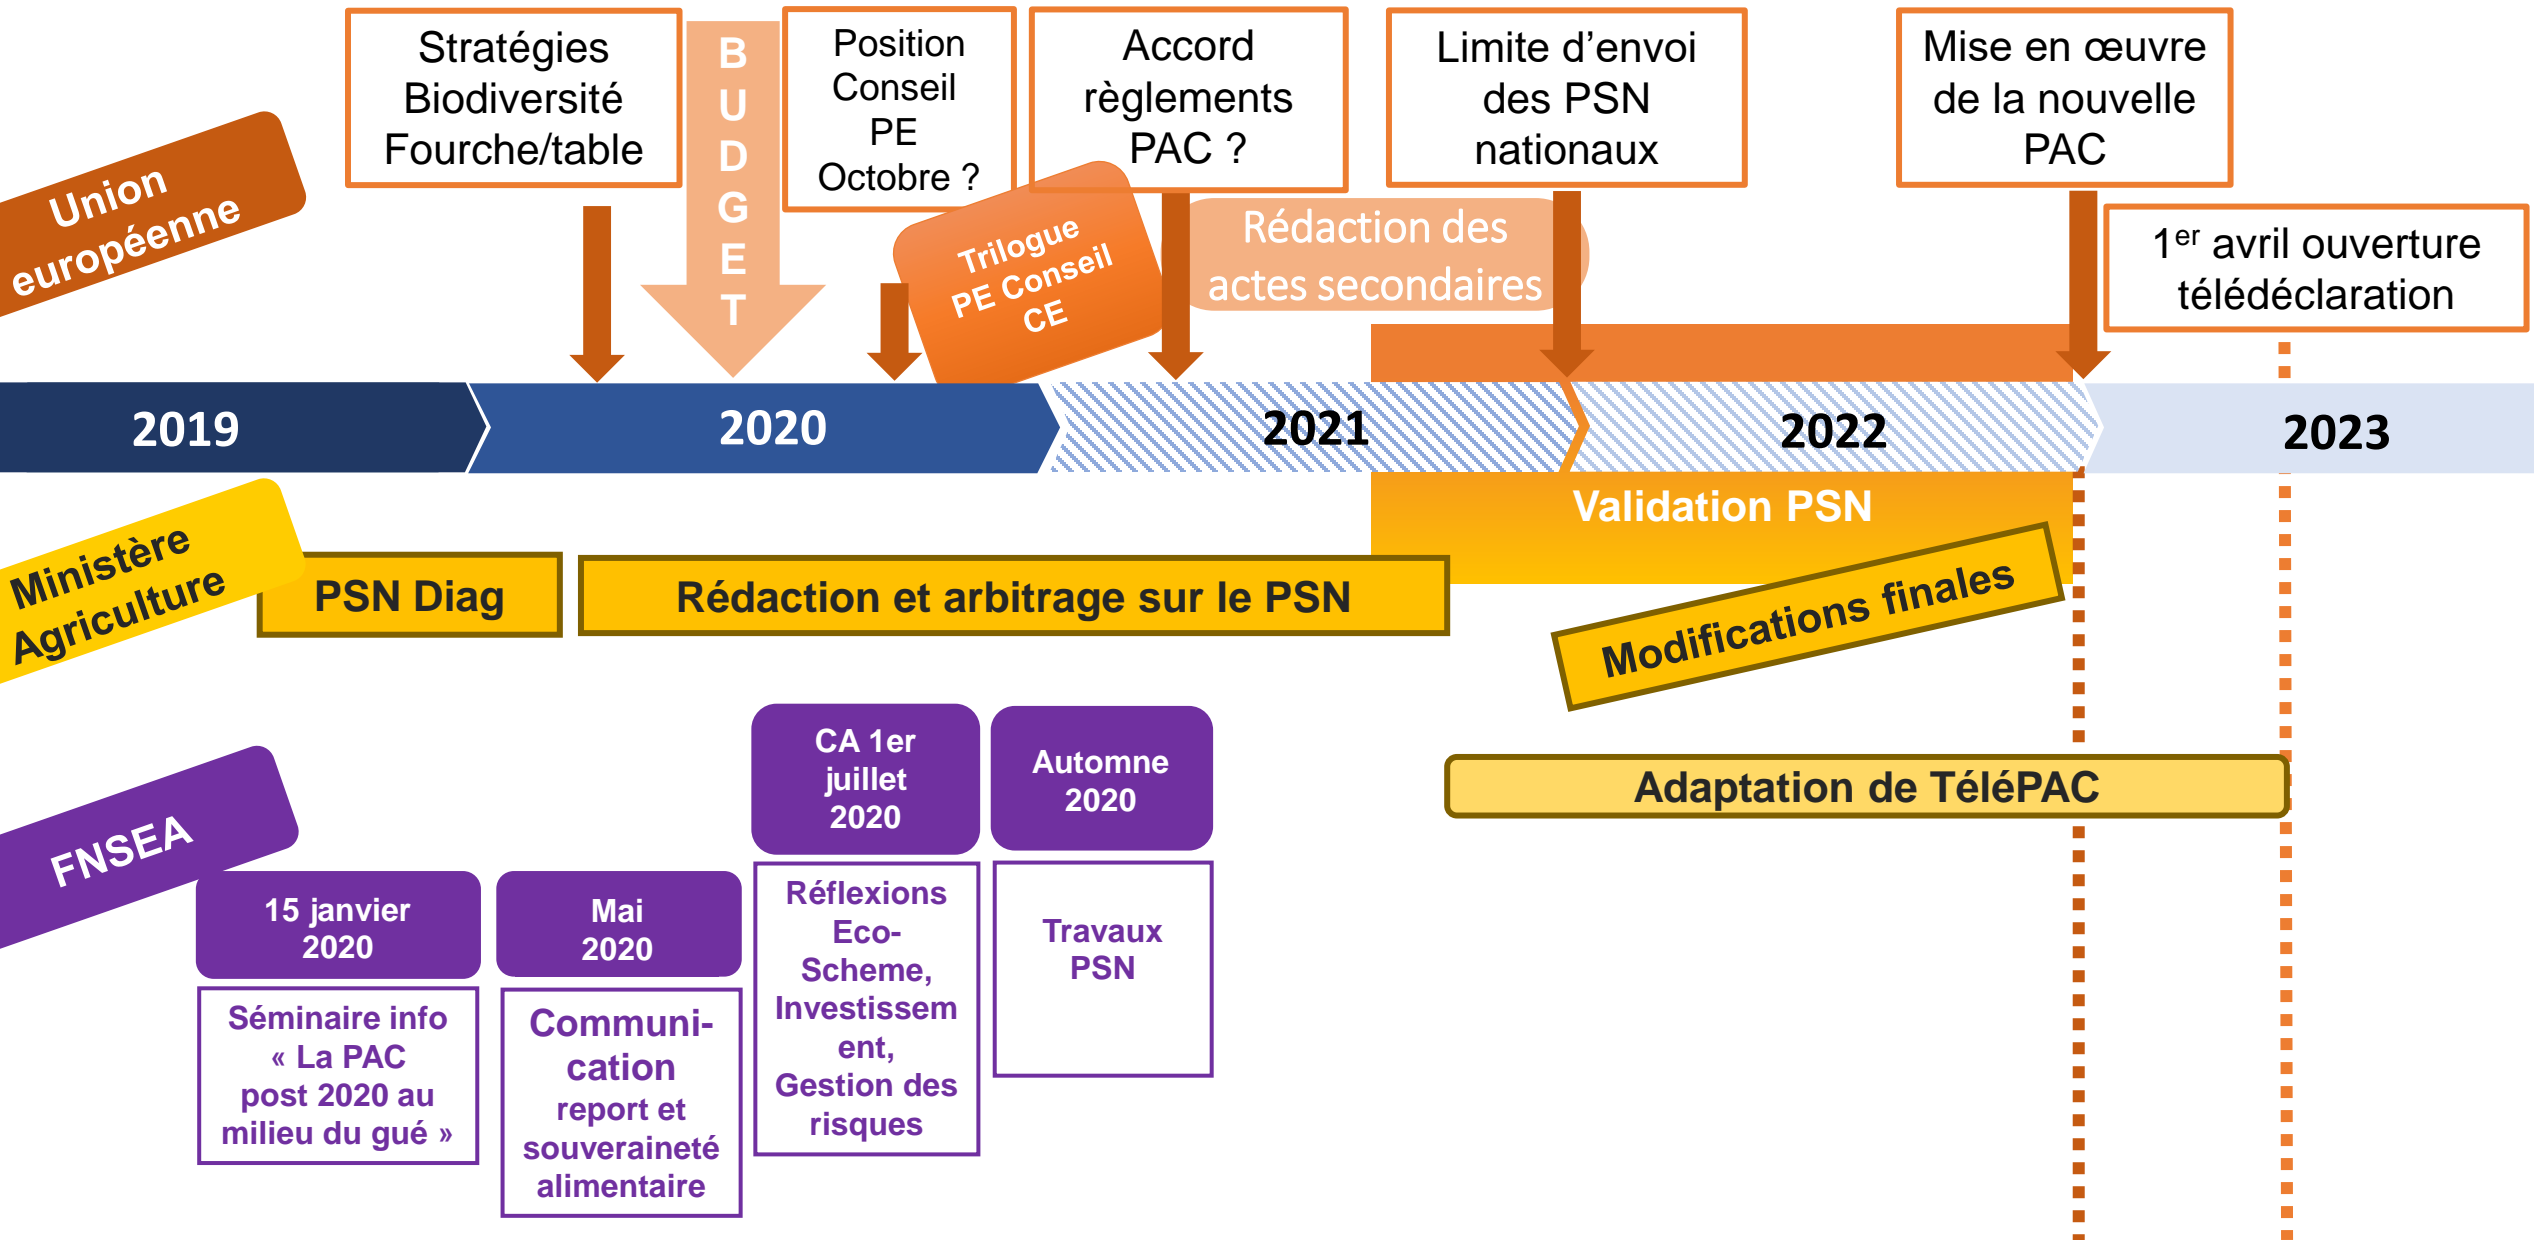 Stratégies
Biodiversité
Fourche/table
B
U
D
G
E
T
Position
Conseil
PE
Octobre ?
Accord
règlements
PAC ?
Limite d’envoi
des PSN
nationaux
Mise en œuvre
de la nouvelle
PAC
Union
européenne
Trilogue
PE Conseil
CE
Rédaction des
actes secondaires
1er avril ouverture
télédéclaration
2019
2020
2021
2022
2023
Validation PSN
Ministère
Agriculture
PSN Diag
Rédaction et arbitrage sur le PSN
Modifications finales
Adaptation de TéléPAC
FNSEA
15 janvier
2020
Séminaire info
« La PAC
post 2020 au
milieu du gué »
Mai
2020
Communi-
cation
report et
souveraineté
alimentaire
CA 1er
juillet
2020
Réflexions
Eco-
Scheme,
Investissem
ent,
Gestion des
risques
Automne
2020
Travaux
PSN